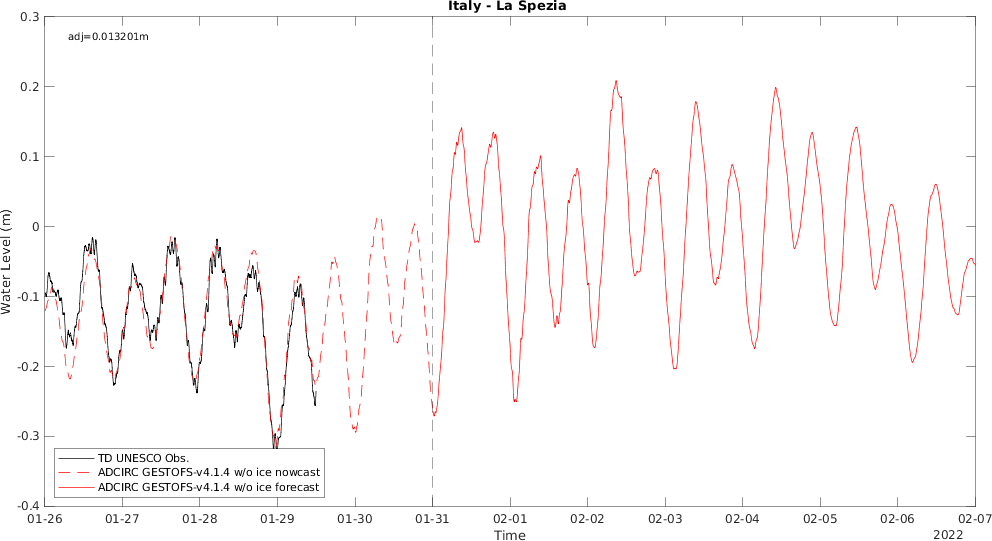 Italy - La Spezia
adj=0.013201m
0.3
0.2
0.1
0
-0.1
-0.2
-0.3
-0.4
Water Level (m)
TD UNESCO Obs.
ADCIRC GESTOFS-v4.1.4 w/o ice nowcast
ADCIRC GESTOFS-v4.1.4 w/o ice forecast
01-26 01-27 01-28 01-29 01-30 01-31 02-01 02-02 02-03 02-04 02-05 02-06 02-07
Time
2022